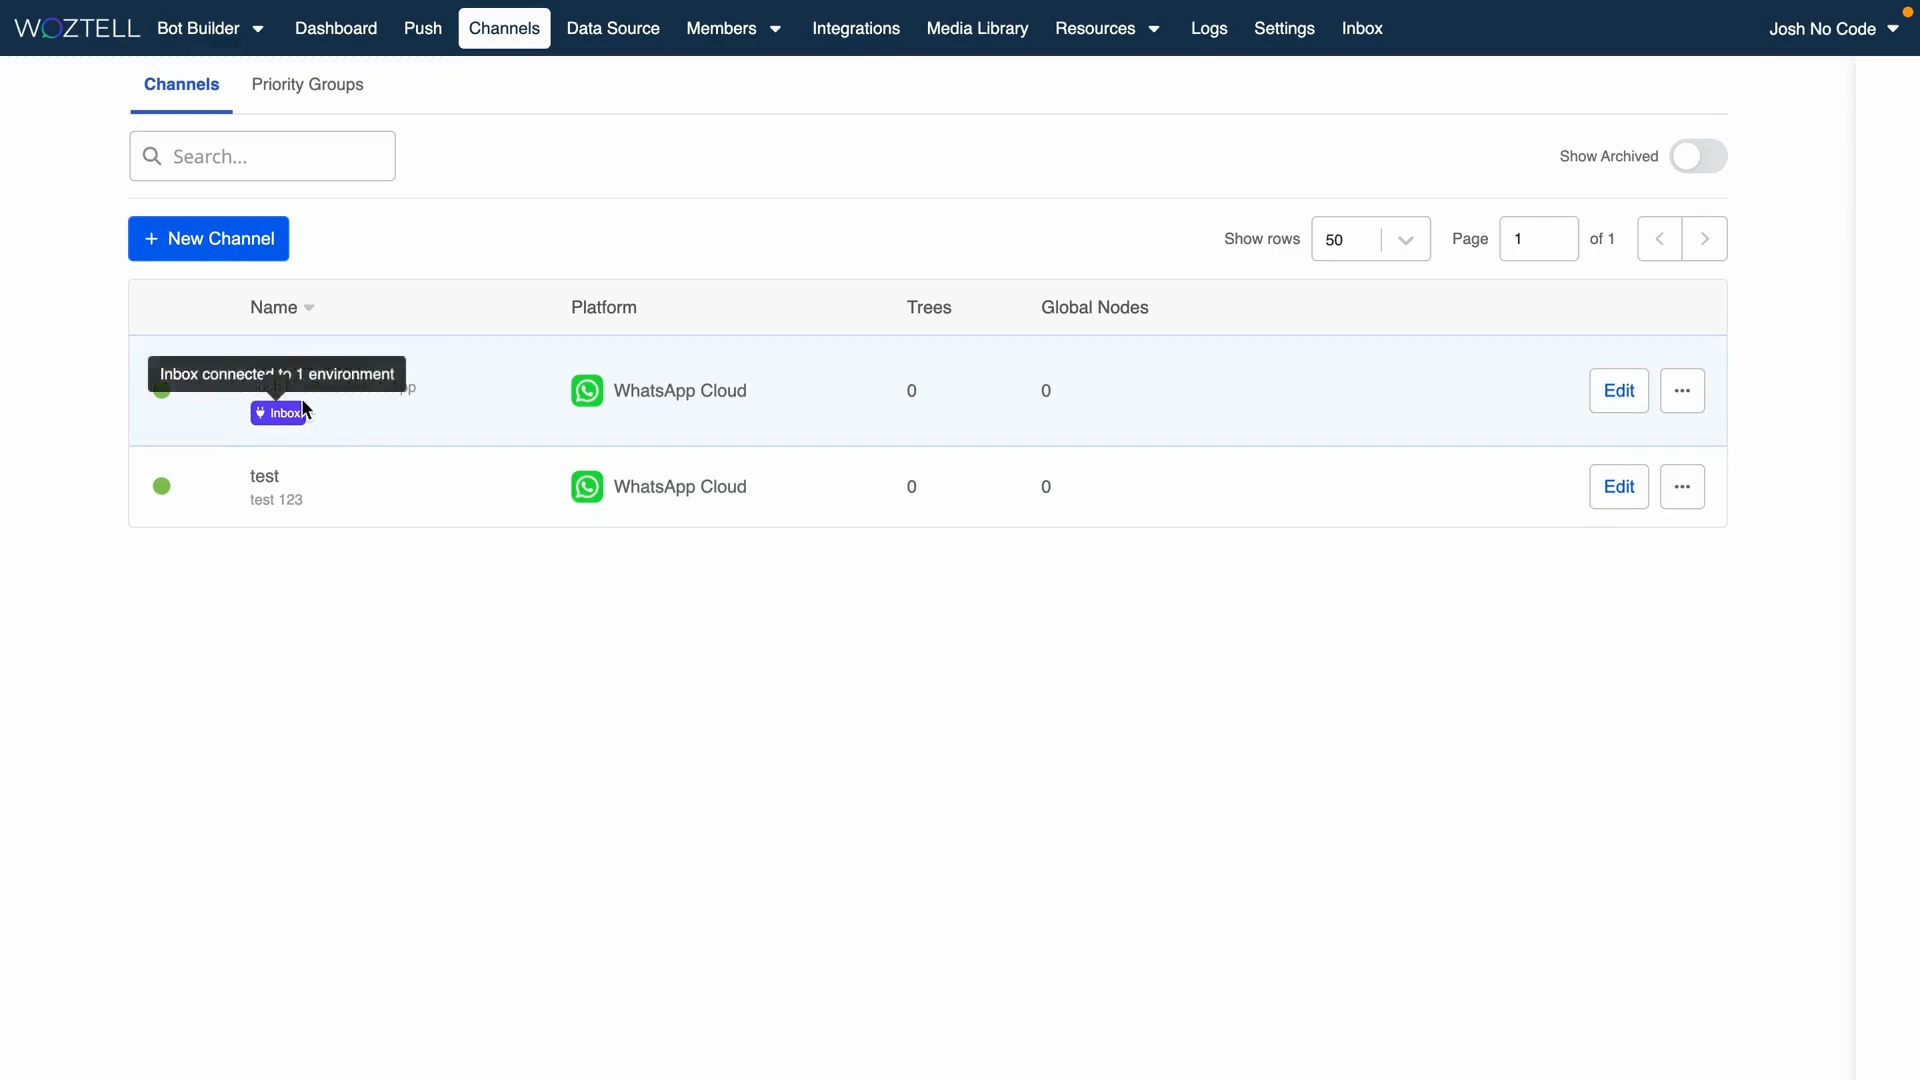 WOZTELL Bot Builder Dashboard Push Channels Data Source Members Integrations Media Library Resources Logs Settings Inbox Josh No Code
Channels Priority Groups
Search... Show Archived
+ New Channel Show rows 50 Page 1 of 1
Name Platform Trees Global Nodes
Inbox connected to 1 environment
WhatsApp Cloud 0 0 Edit ...
Inbox
test
WhatsApp Cloud 0 0 Edit ...
test 123